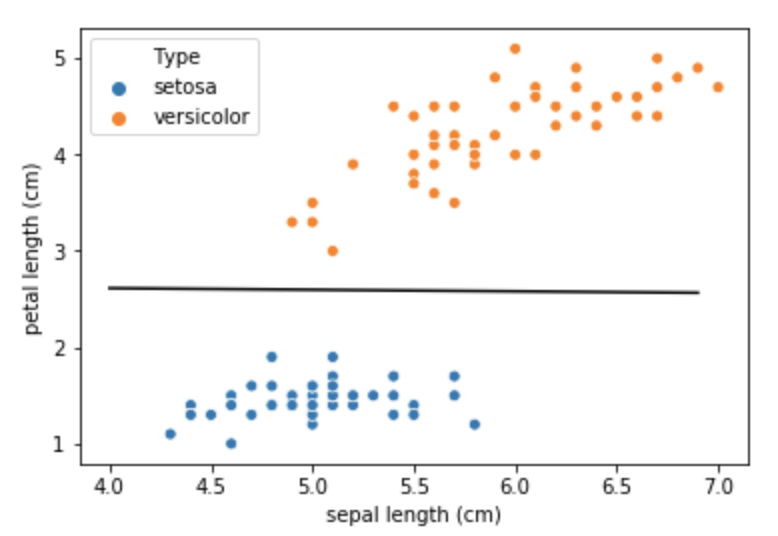 Type
setosa
versicolor
5
4
3
2
1
petal length (cm)
4.0 4.5 5.0 5.5 6.0 6.5 7.0
sepal length (cm)